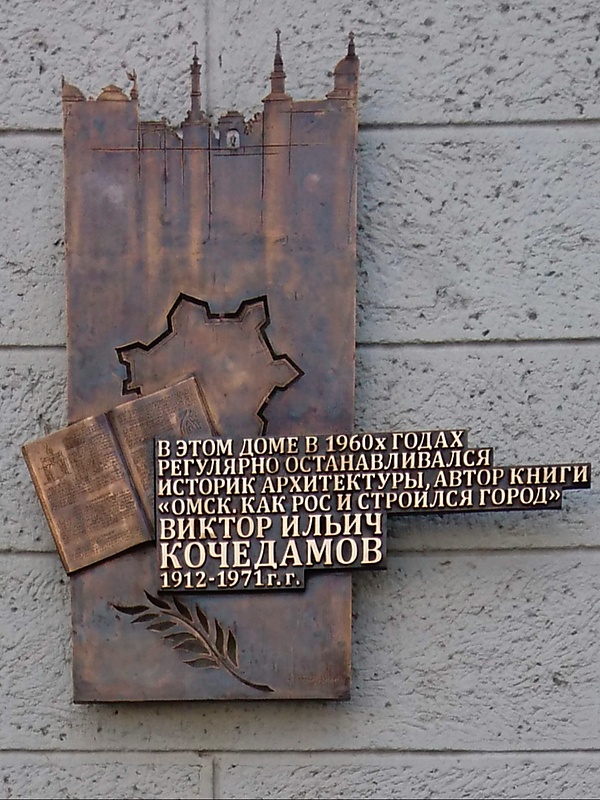 В ЭТОМ ДОМЕ В 1960х ГОДАХ
РЕГУЛЯРНО ОСТАНАВЛИВАЛСЯ
ИСТОРИК АРХИТЕКТУРЫ, АВТОР КНИГИ
«ОМСК. КАК РОС И СТРОИЛСЯ ГОРОД»
ВИКТОР ИЛЬИЧ
КОЧЕДАМОВ
1912-1971г.г.